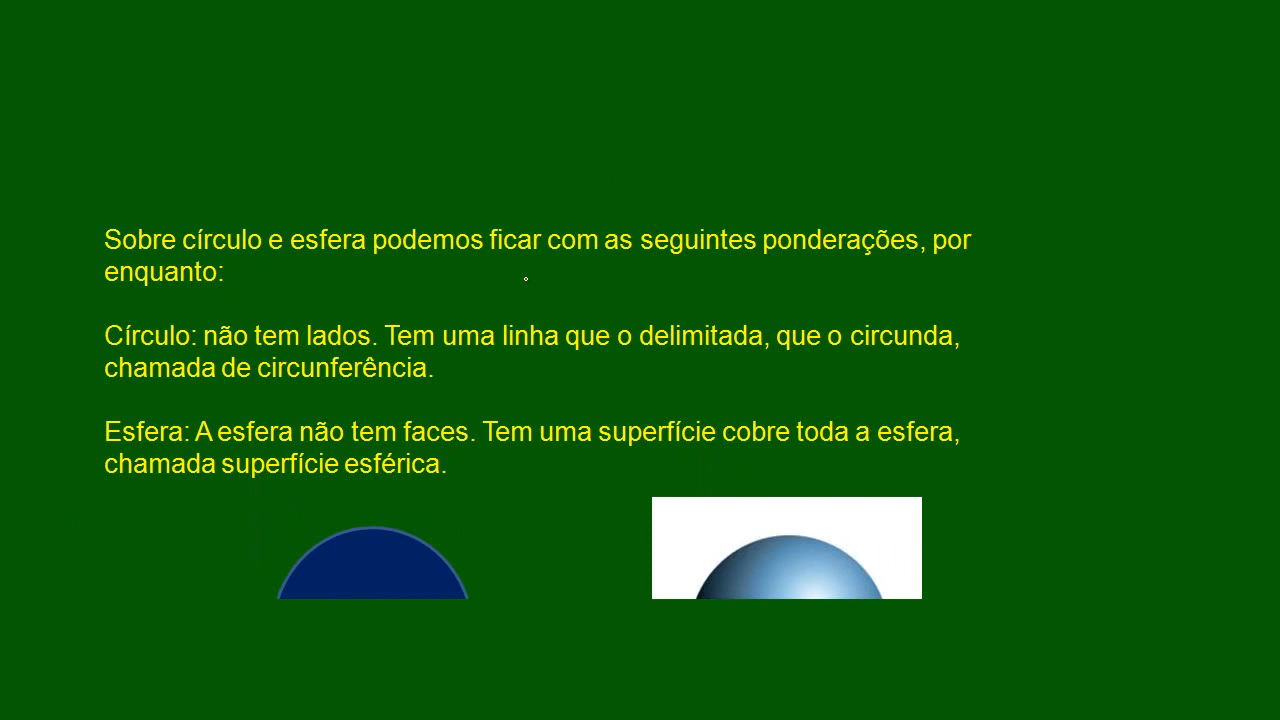 Sobre círculo e esfera podemos ficar com as seguintes ponderações, por
enquanto:
Círculo: não tem lados. Tem uma linha que o delimitada, que o circunda,
chamada de circunferência.
Esfera: A esfera não tem faces. Tem uma superfície cobre toda a esfera,
chamada superfície esférica.